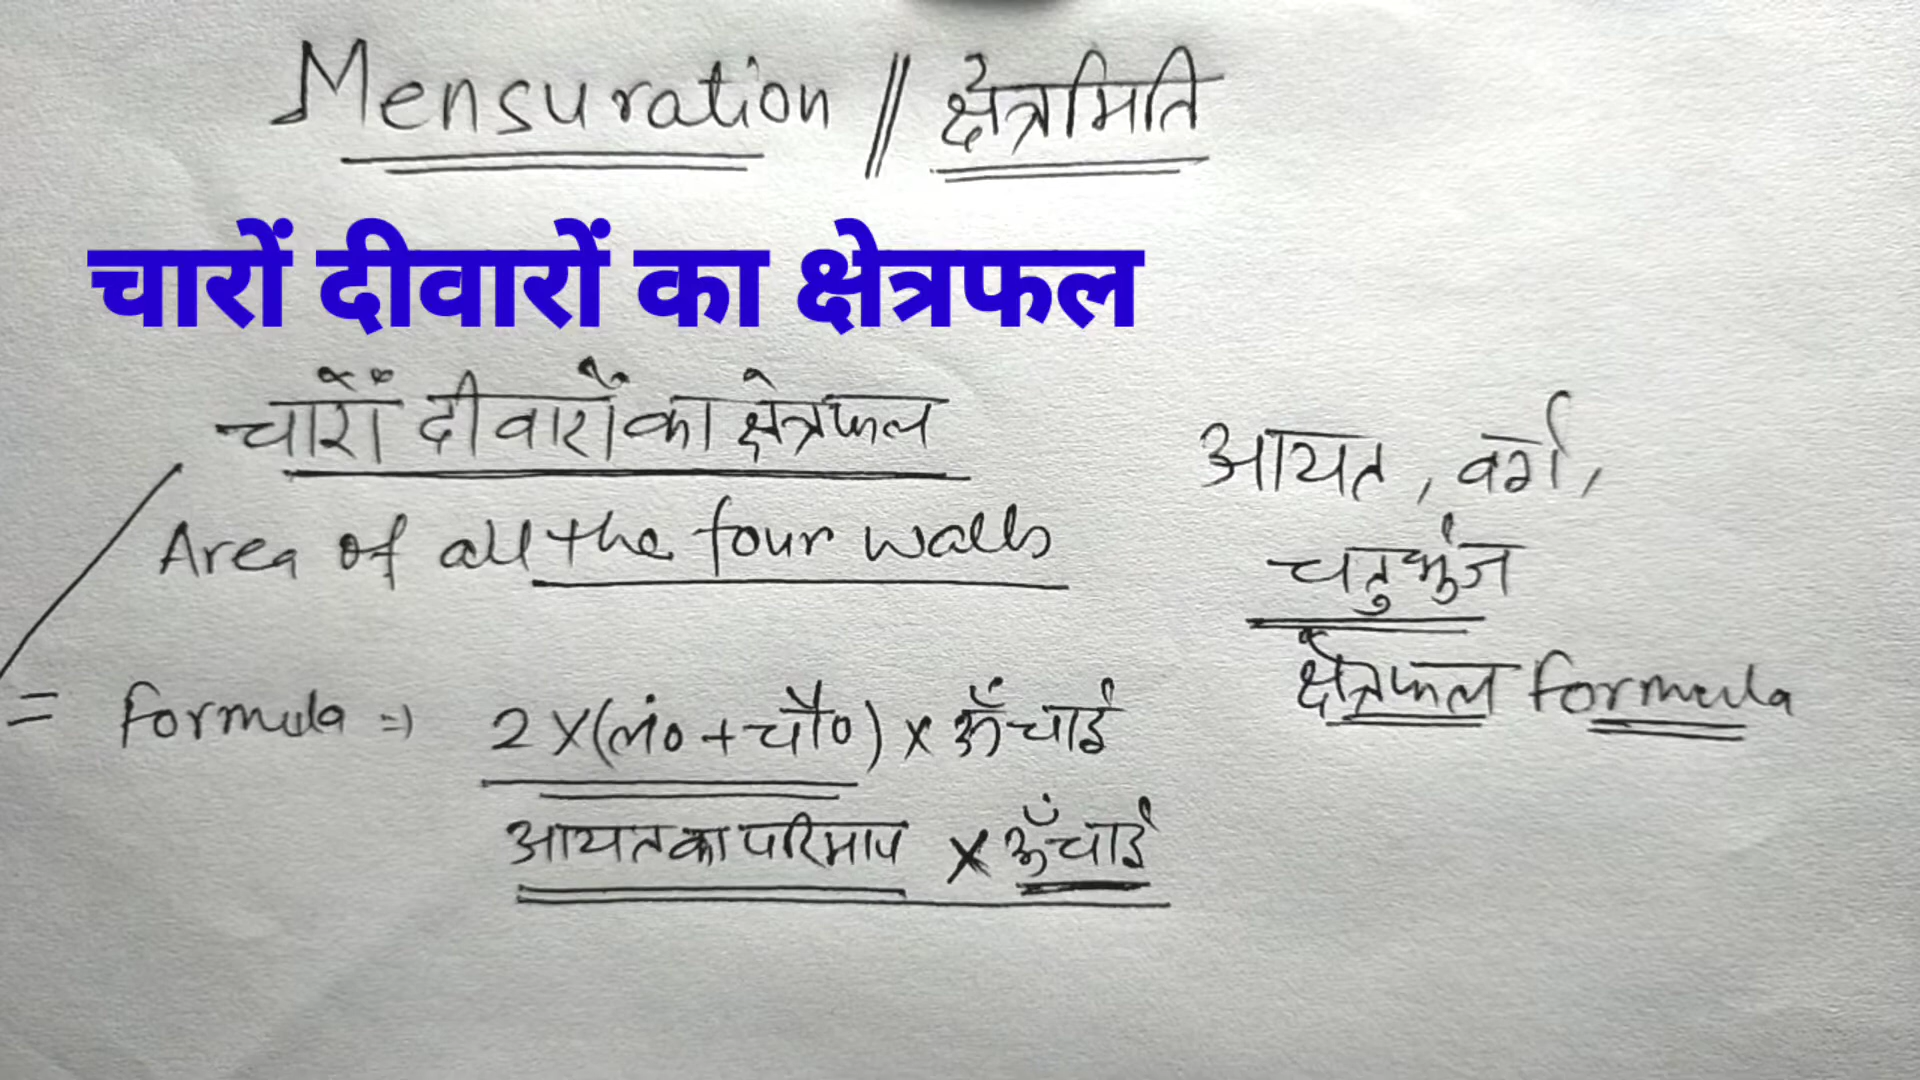 Mensuration // क्षेत्रमिति
चारों दीवारों का क्षेत्रफल
चारों दीवारों का क्षेत्रफल
Area of all the four walls
= formula => 2 x (लं० + चौ०) x ऊँचाई
आयत का परिमाप x ऊँचाई
आयत, वर्ग,
चतुर्भुज
क्षेत्रफल formula